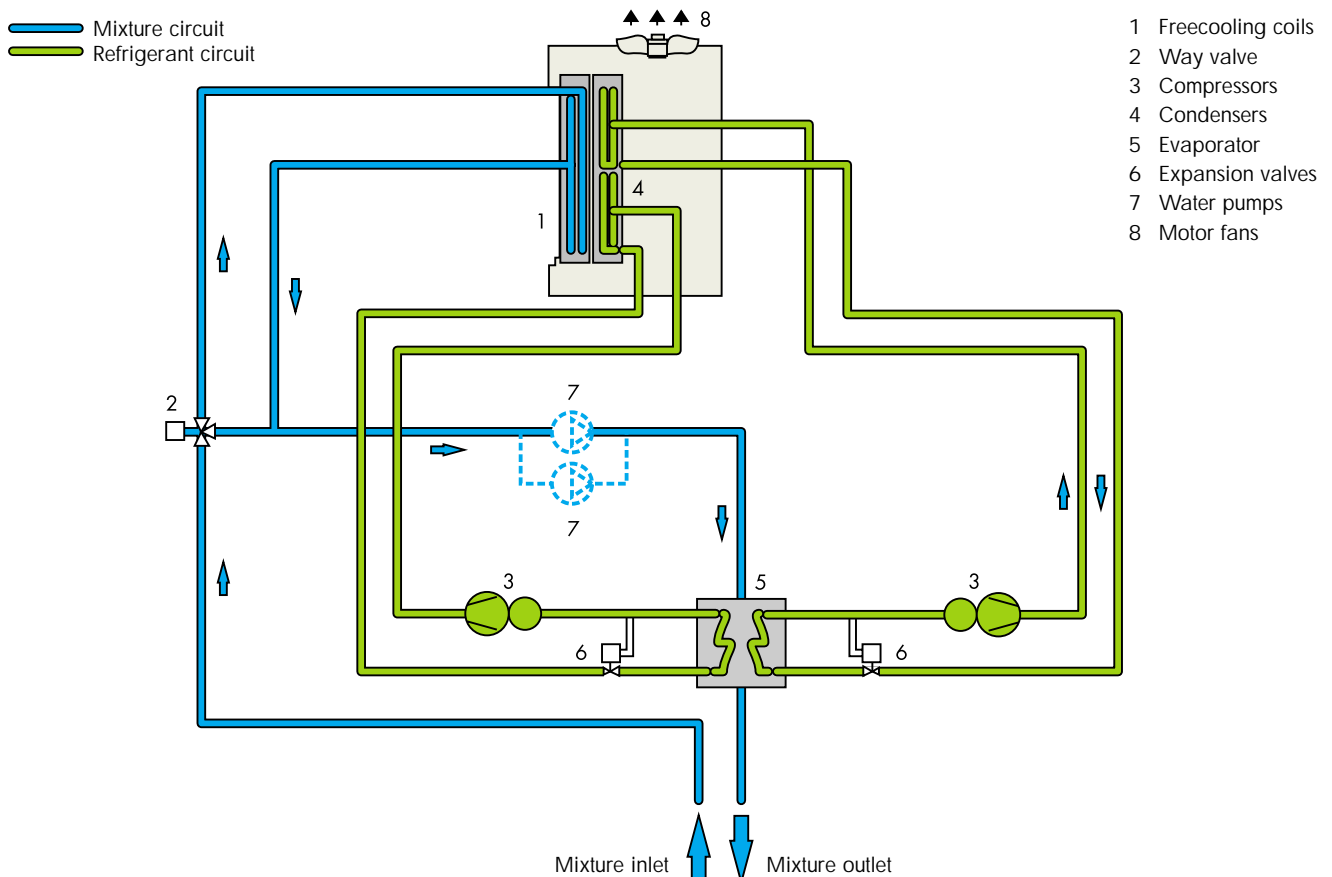 Mixture circuit
Refrigerant circuit
8
1 Freecooling coils
2 Way valve
3 Compressors
4 Condensers
5 Evaporator
6 Expansion valves
7 Water pumps
8 Motor fans
4
1
2
7
7
3
5
3
6
6
Mixture inlet
Mixture outlet